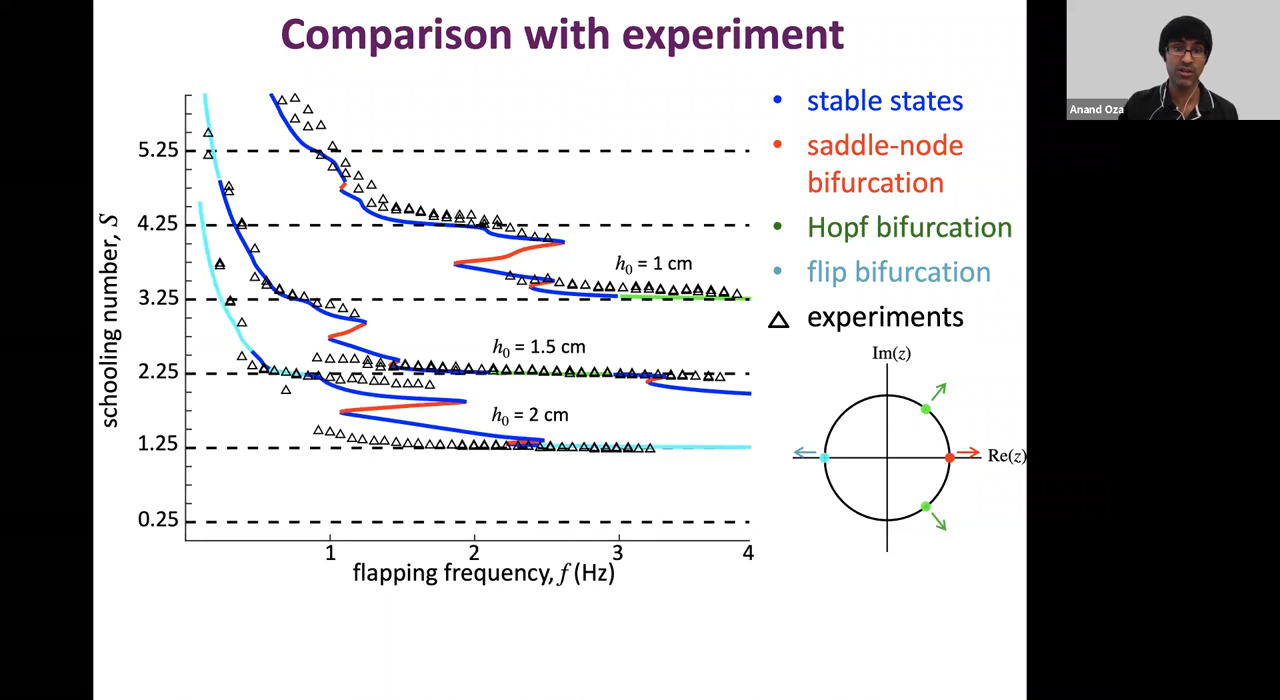 Comparison with experiment
Anand Oza
schooling number, S
5.25
4.25
3.25
2.25
1.25
0.25
h₀ = 1 cm
h₀ = 1.5 cm
h₀ = 2 cm
1
2
3
4
flapping frequency, f (Hz)
• stable states
• saddle-node
bifurcation
• Hopf bifurcation
• flip bifurcation
experiments
Im(z)
Re(z)